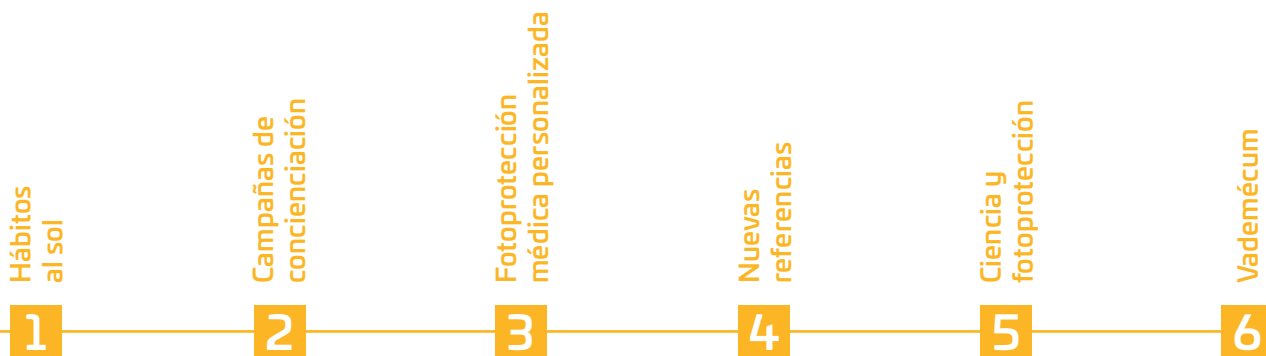 Hábitos
al sol
1
Campañas de
concienciación
2
Fotoprotección
médica personalizada
3
Nuevas
referencias
4
Ciencia y
fotoprotección
5
Vademécum
6